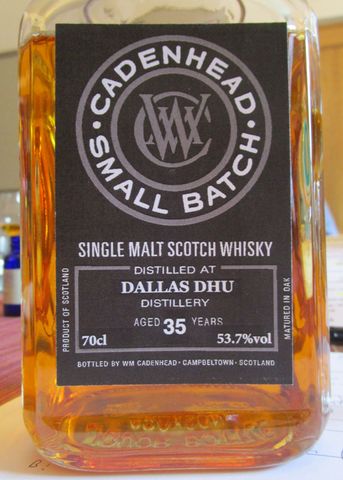 CADENHEAD
SMALL BATCH
WC
SINGLE MALT SCOTCH WHISKY
DISTILLED AT
DALLAS DHU
DISTILLERY
AGED 35 YEARS
70cl 53.7%vol
PRODUCT OF SCOTLAND
MATURED IN OAK
BOTTLED BY WM CADENHEAD • CAMPBELTOWN • SCOTLAND